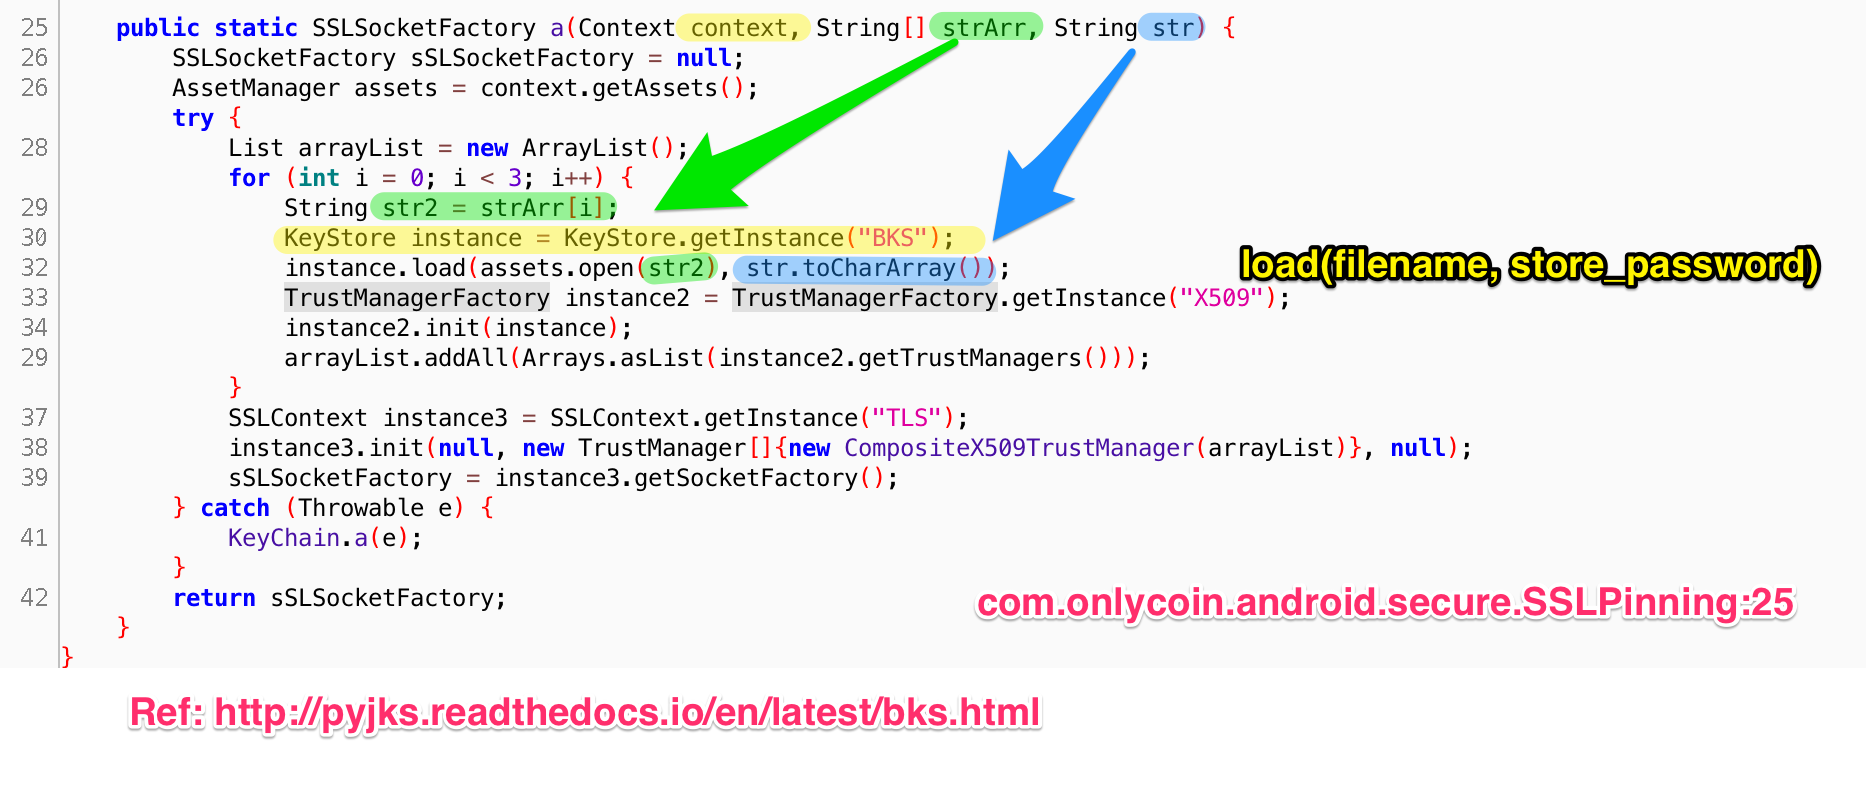 25 public static SSLSocketFactory a(Context context, String[] strArr, String str) {
26 SSLSocketFactory sSLSocketFactory = null;
26 AssetManager assets = context.getAssets();
try {
28 List arrayList = new ArrayList();
for (int i = 0; i < 3; i++) {
29 String str2 = strArr[i];
30 KeyStore instance = KeyStore.getInstance("BKS");
32 instance.load(assets.open(str2), str.toCharArray());
load(filename, store_password)
33 TrustManagerFactory instance2 = TrustManagerFactory.getInstance("X509");
34 instance2.init(instance);
29 arrayList.addAll(Arrays.asList(instance2.getTrustManagers()));
}
37 SSLContext instance3 = SSLContext.getInstance("TLS");
38 instance3.init(null, new TrustManager[]{new CompositeX509TrustManager(arrayList)}, null);
39 sSLSocketFactory = instance3.getSocketFactory();
} catch (Throwable e) {
41 KeyChain.a(e);
}
42 return sSLSocketFactory;
com.onlycoin.android.secure.SSLPinning:25
}
}
Ref: http://pyjks.readthedocs.io/en/latest/bks.html